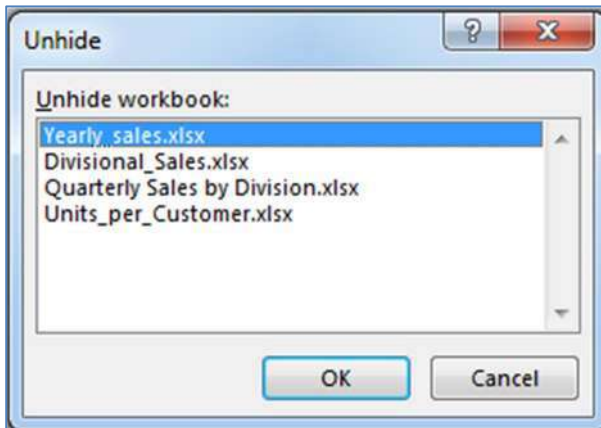 Unhide
?
Unhide workbook:
Yearly_sales.xlsx
Divisional_Sales.xlsx
Quarterly Sales by Division.xlsx
Units_per_Customer.xlsx
OK
Cancel